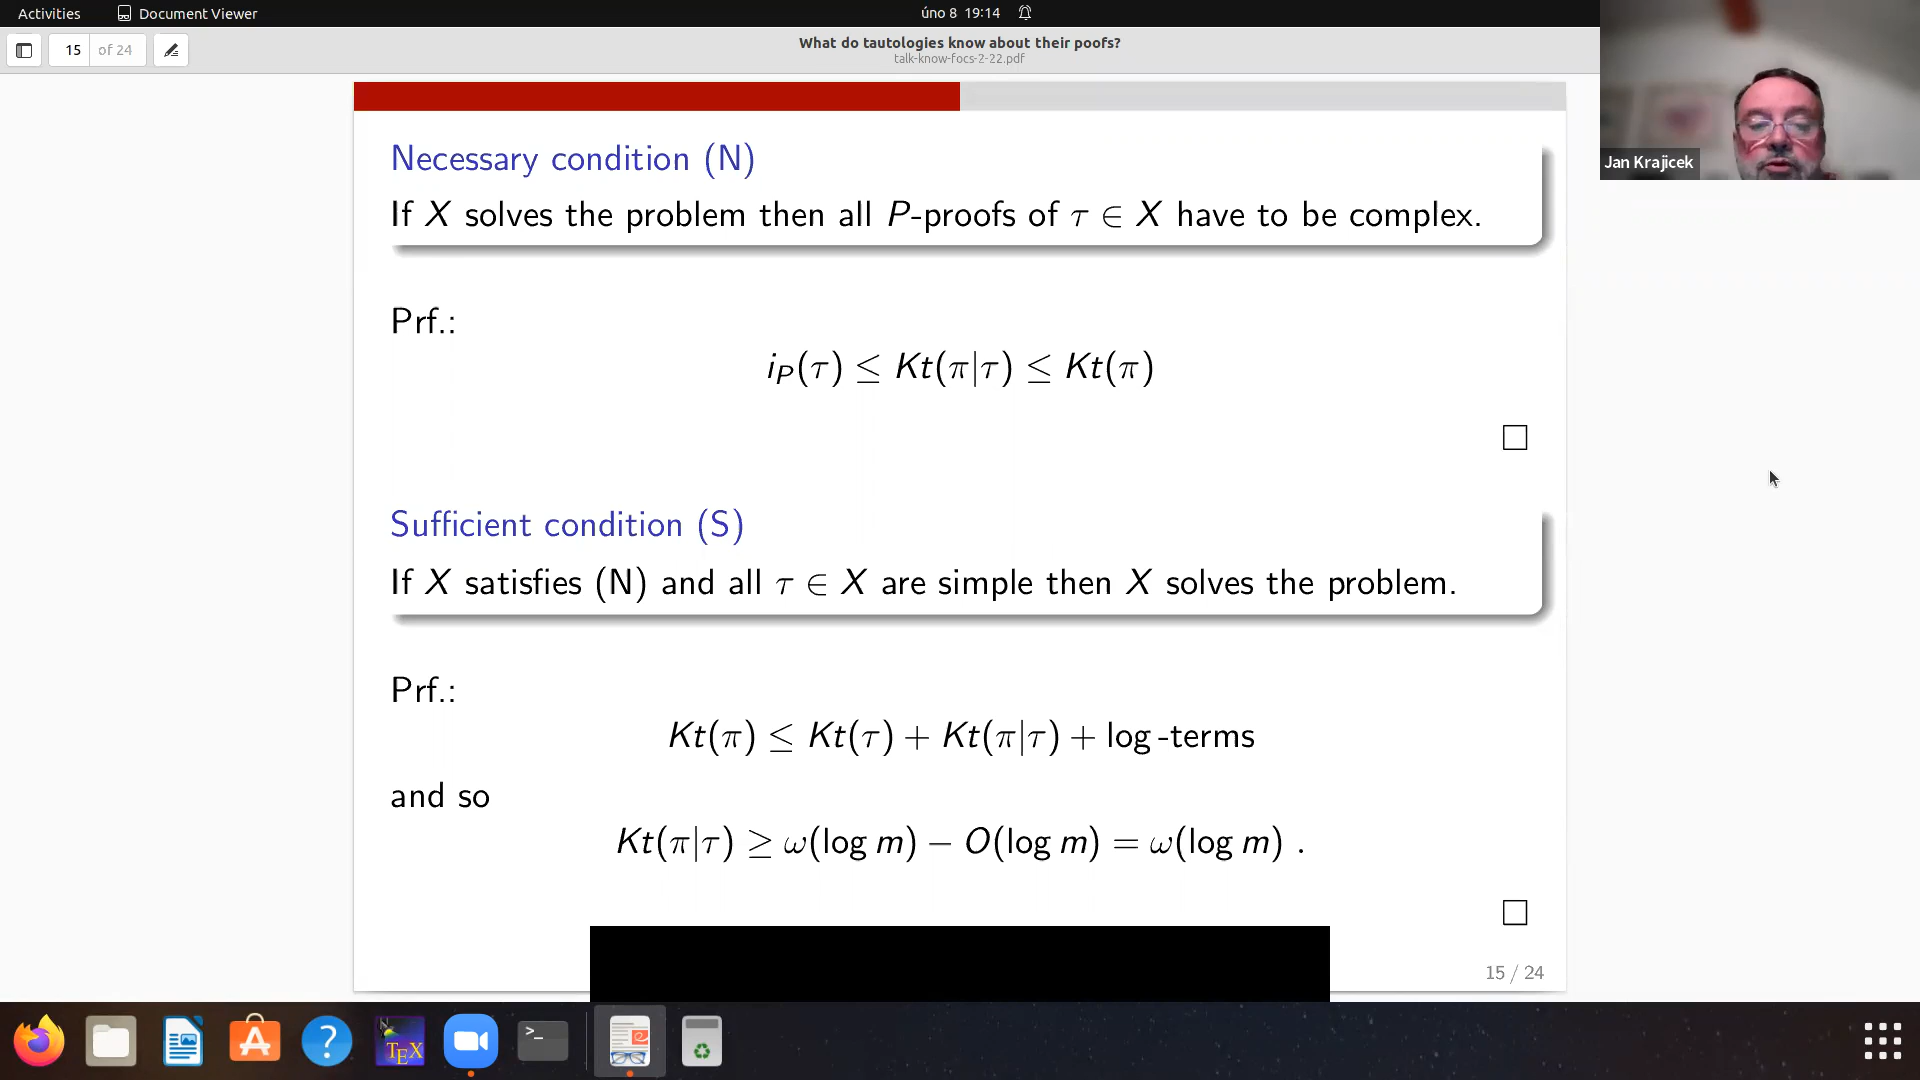 Activities
Document Viewer
úno 8 19:14
15 of 24
What do tautologies know about their poofs?
talk-know-focs-2-22.pdf
Jan Krajicek
Necessary condition (N)
If X solves the problem then all P-proofs of τ ∈ X have to be complex.
Prf.:
i_P(τ) ≤ Kt(π|τ) ≤ Kt(π)
□
Sufficient condition (S)
If X satisfies (N) and all τ ∈ X are simple then X solves the problem.
Prf.:
Kt(π) ≤ Kt(τ) + Kt(π|τ) + log -terms
and so
Kt(π|τ) ≥ ω(log m) − O(log m) = ω(log m) .
□
15 / 24
?
TEX
>_